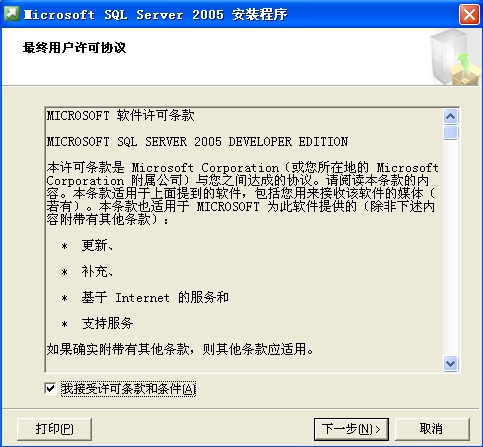 Microsoft SQL Server 2005 安装程序
最终用户许可协议
MICROSOFT 软件许可条款
MICROSOFT SQL SERVER 2005 DEVELOPER EDITION
本许可条款是 Microsoft Corporation（或您所在地的 Microsoft
Corporation 附属公司）与您之间达成的协议。请阅读本条款的内
容。本条款适用于上面提到的软件，包括您用来接收该软件的媒体（
若有）。本条款也适用于 MICROSOFT 为此软件提供的（除非下述内
容附带有其他条款）：
* 更新、
* 补充、
* 基于 Internet 的服务和
* 支持服务
如果确实附带有其他条款，则其他条款应适用。
我接受许可条款和条件(A)
打印(P)
下一步(N)>
取消